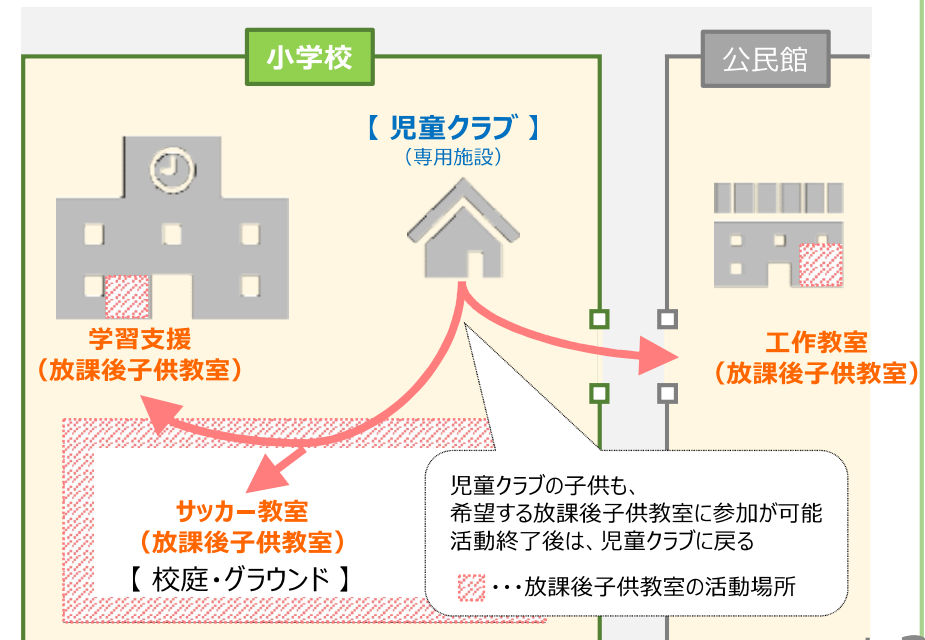 小学校
公民館
【 児童クラブ 】
（専用施設）
学習支援
（放課後子供教室）
工作教室
（放課後子供教室）
サッカー教室
（放課後子供教室）
【 校庭・グラウンド 】
児童クラブの子供も、
希望する放課後子供教室に参加が可能
活動終了後は、児童クラブに戻る
・・・放課後子供教室の活動場所